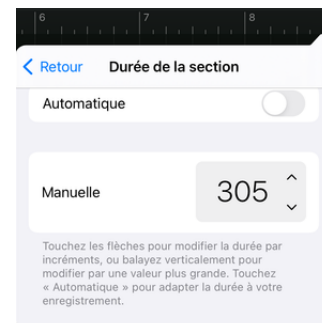 6 7 8
Retour Durée de la section
Automatique
Manuelle 305
Touchez les flèches pour modifier la durée par
incréments, ou balayez verticalement pour
modifier par une valeur plus grande. Touchez
« Automatique » pour adapter la durée à votre
enregistrement.